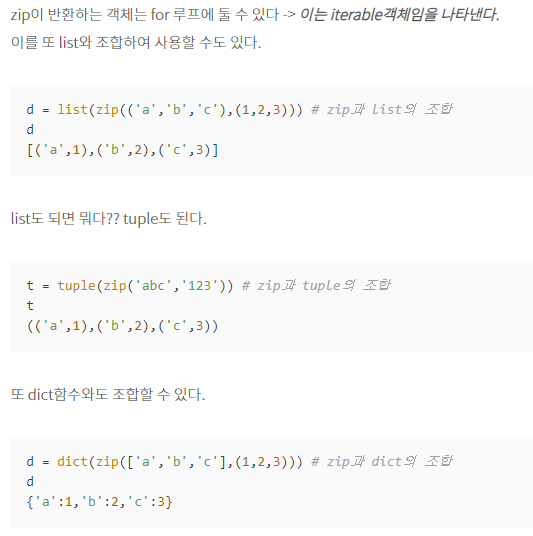 zip이 반환하는 객체는 for 루프에 둘 수 있다 -> 이는 iterable객체임을 나타낸다.
이를 또 list와 조합하여 사용할 수도 있다.
d = list(zip(('a','b','c'),(1,2,3))) # zip과 list의 조합
d
[('a',1),('b',2),('c',3)]
list도 되면 뭐다?? tuple도 된다.
t = tuple(zip('abc','123')) # zip과 tuple의 조합
t
(('a',1),('b',2),('c',3))
또 dict함수와도 조합할 수 있다.
d = dict(zip(['a','b','c'],(1,2,3))) # zip과 dict의 조합
d
{'a':1,'b':2,'c':3}